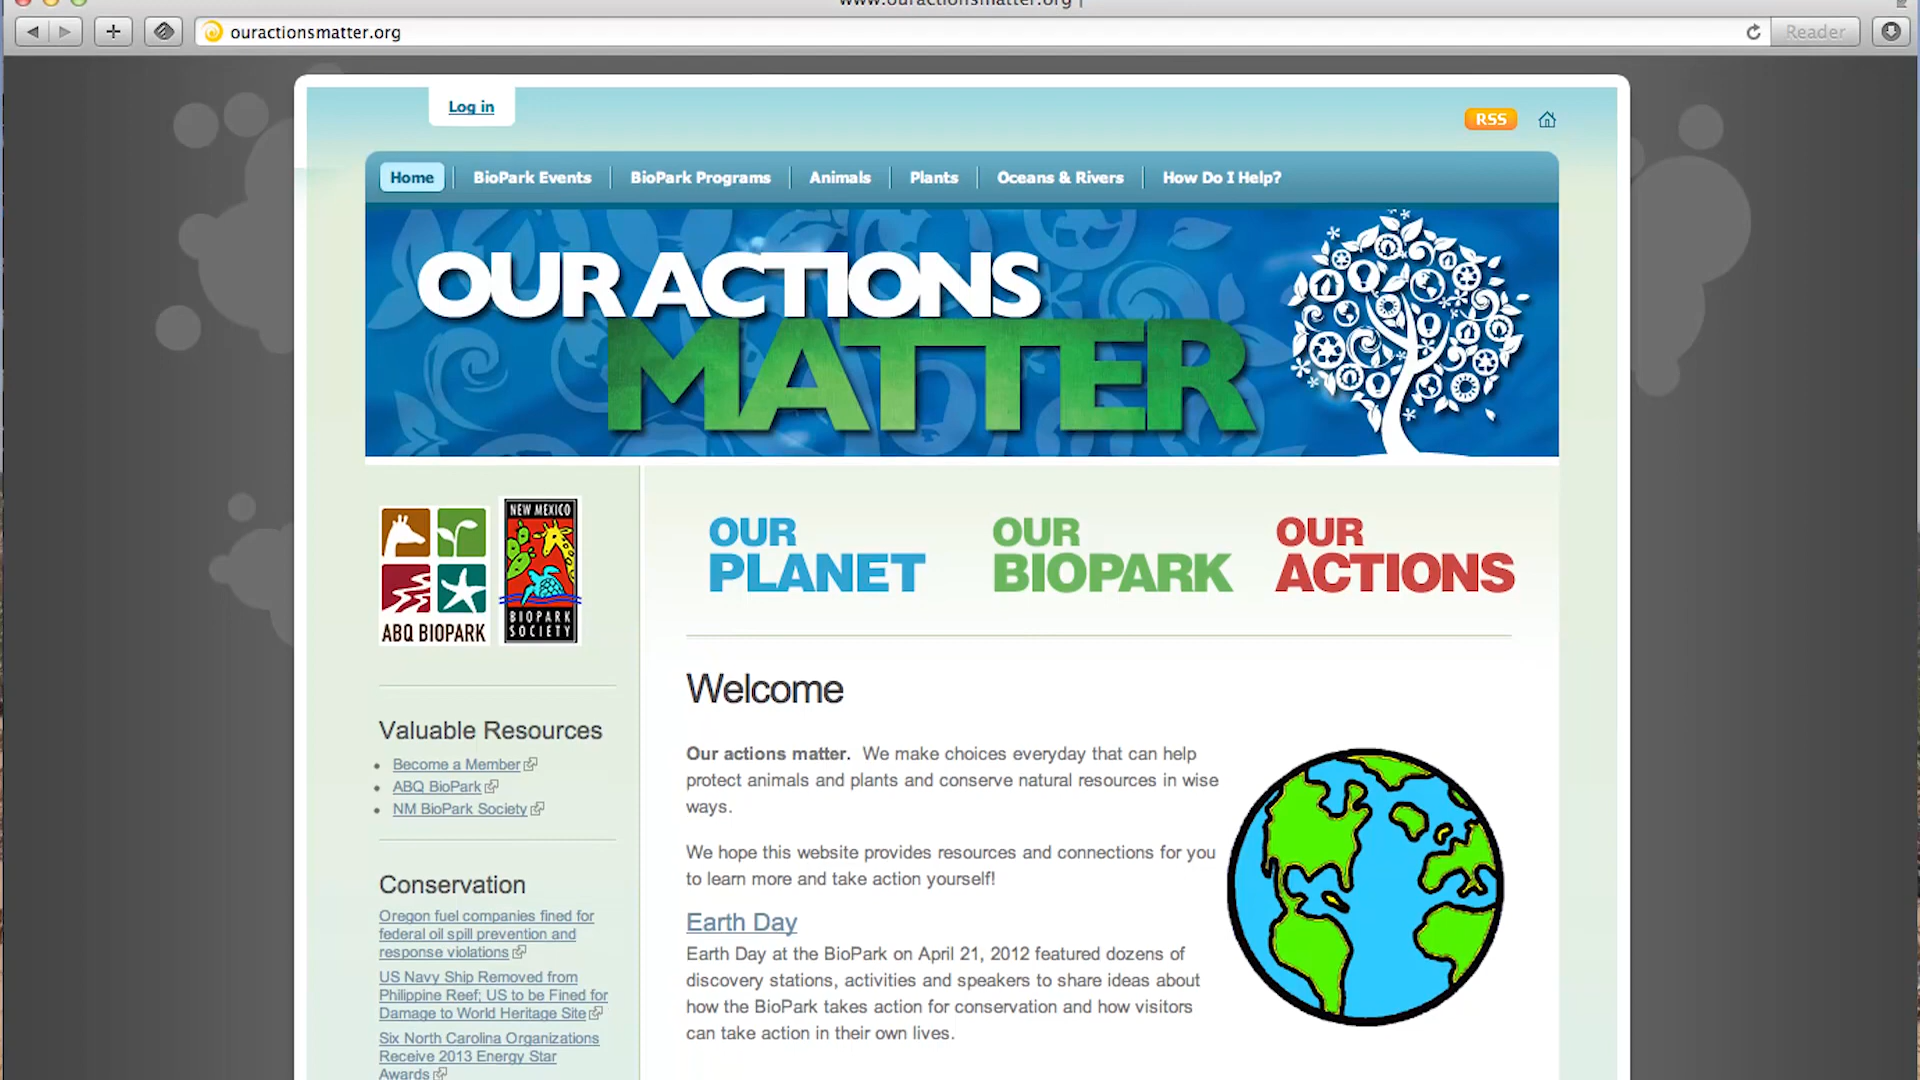 www.ouractionsmatter.org
ouractionsmatter.org
Reader
Log in
RSS
Home
BioPark Events
BioPark Programs
Animals
Plants
Oceans & Rivers
How Do I Help?
OUR ACTIONS
MATTER
ABQ BIOPARK
NEW MEXICO
BIOPARK
SOCIETY
OUR
PLANET
OUR
BIOPARK
OUR
ACTIONS
Valuable Resources
Become a Member
ABQ BioPark
NM BioPark Society
Conservation
Oregon fuel companies fined for
federal oil spill prevention and
response violations
US Navy Ship Removed from
Philippine Reef; US to be Fined for
Damage to World Heritage Site
Six North Carolina Organizations
Receive 2013 Energy Star
Awards
Welcome
Our actions matter. We make choices everyday that can help
protect animals and plants and conserve natural resources in wise
ways.
We hope this website provides resources and connections for you
to learn more and take action yourself!
Earth Day
Earth Day at the BioPark on April 21, 2012 featured dozens of
discovery stations, activities and speakers to share ideas about
how the BioPark takes action for conservation and how visitors
can take action in their own lives.